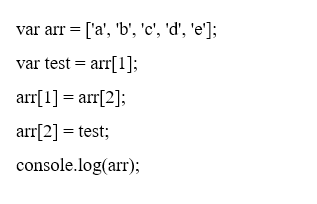 var arr = ['a', 'b', 'c', 'd', 'e'];
var test = arr[1];
arr[1] = arr[2];
arr[2] = test;
console.log(arr);